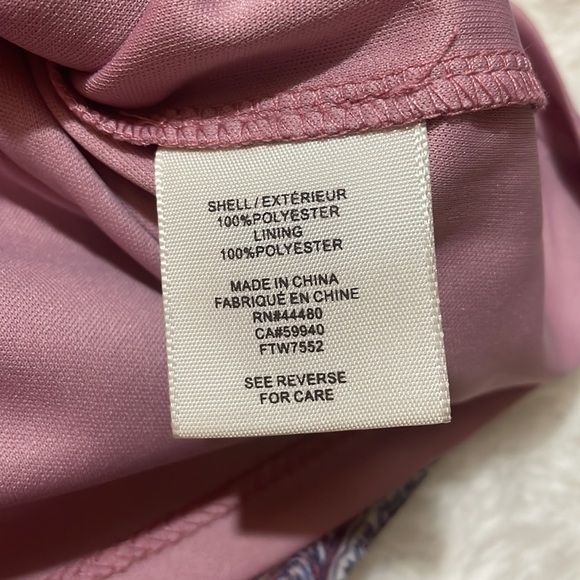 SHELL/EXTÉRIEUR
100%POLYESTER
LINING
100%POLYESTER
MADE IN CHINA
FABRIQUÉ EN CHINE
RN#44480
CA#59940
FTW7552
SEE REVERSE
FOR CARE